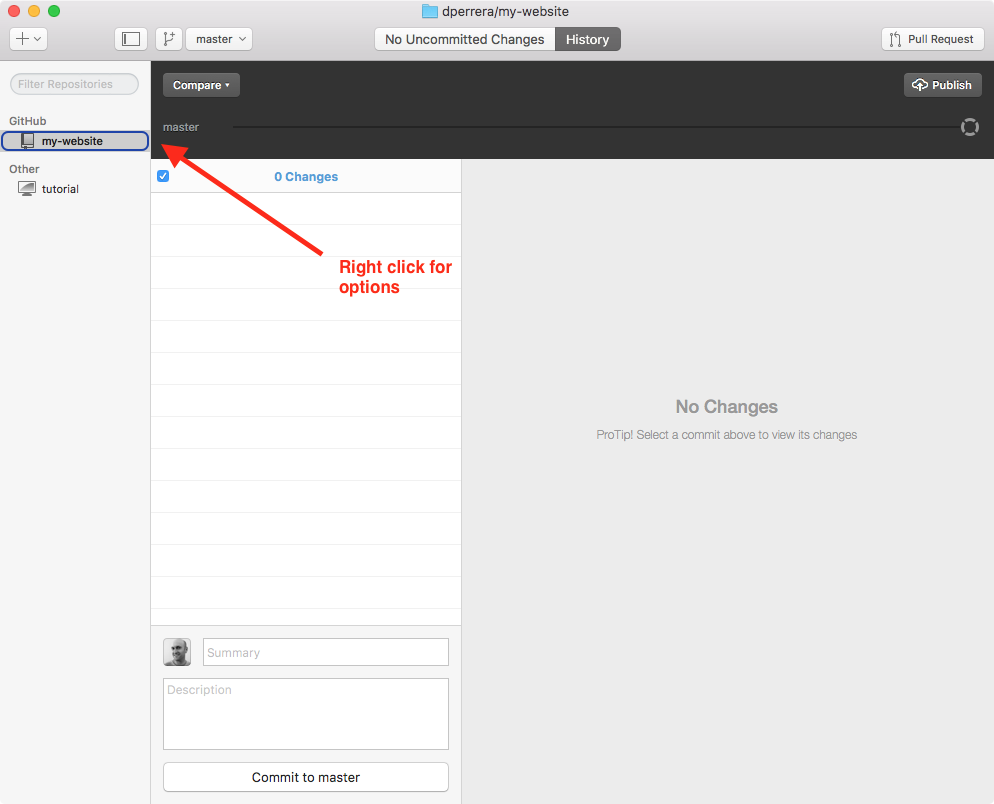 dperrera/my-website
master
No Uncommitted Changes
History
Pull Request
Filter Repositories
Compare
Publish
GitHub
my-website
master
Other
tutorial
0 Changes
Right click for
options
No Changes
ProTip! Select a commit above to view its changes
Summary
Description
Commit to master